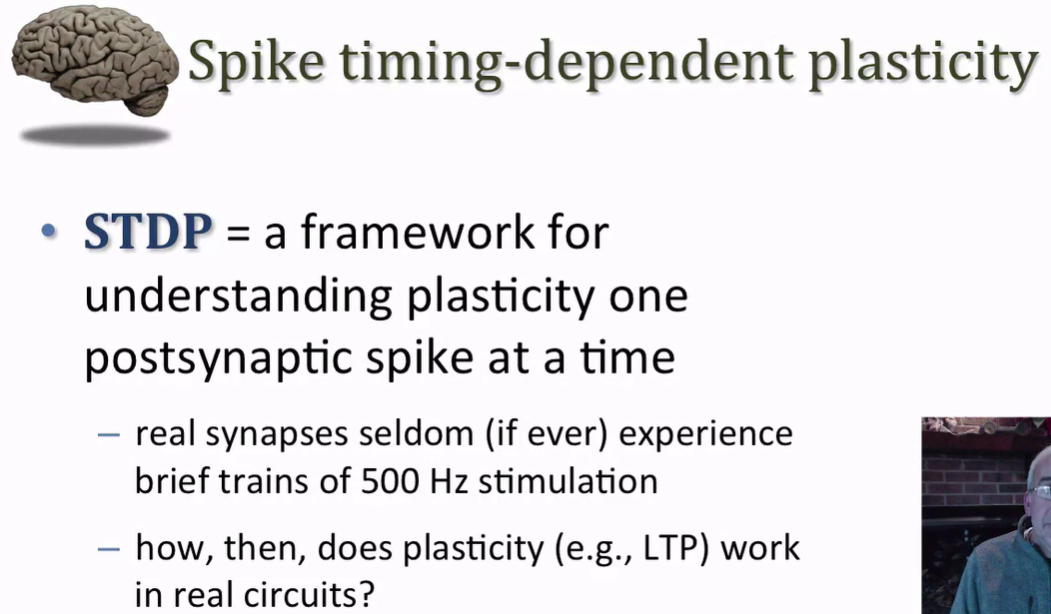 Spike timing-dependent plasticity
• STDP = a framework for
understanding plasticity one
postsynaptic spike at a time
– real synapses seldom (if ever) experience
brief trains of 500 Hz stimulation
– how, then, does plasticity (e.g., LTP) work
in real circuits?